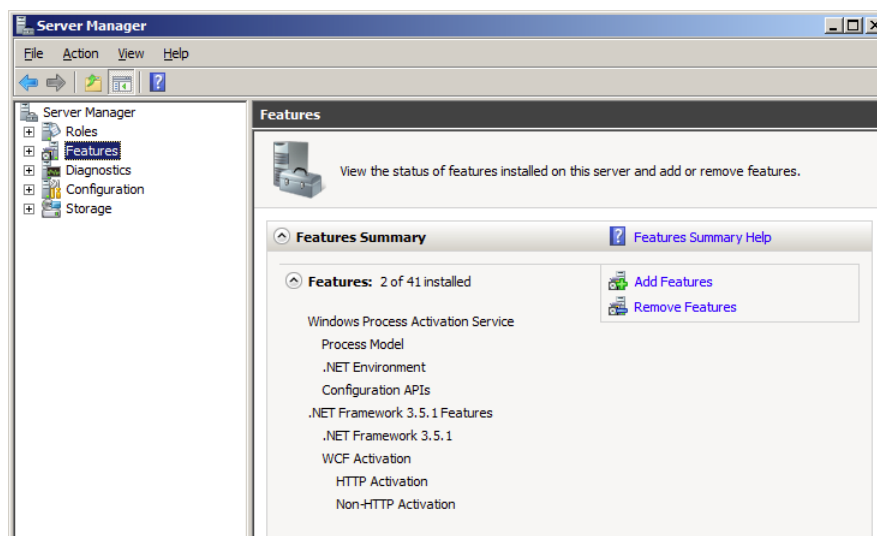 Server Manager
File Action View Help
Server Manager
Roles
Features
Diagnostics
Configuration
Storage
Features
View the status of features installed on this server and add or remove features.
Features Summary
Features Summary Help
Features: 2 of 41 installed
Add Features
Remove Features
Windows Process Activation Service
Process Model
.NET Environment
Configuration APIs
.NET Framework 3.5.1 Features
.NET Framework 3.5.1
WCF Activation
HTTP Activation
Non-HTTP Activation